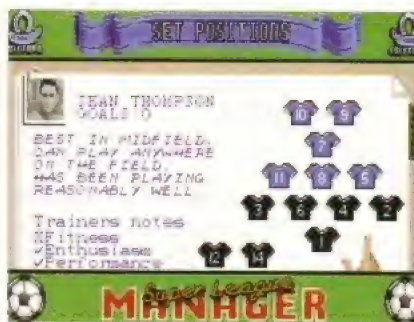 SET POSITIONS
SEAN THOMPSON
GOALS 0
BEST IN MIDFIELD.
CAN PLAY ANYWHERE
ON THE FIELD.
HAS BEEN PLAYING
REASONABLY WELL
10 9
7
11 8 5
3 6 4 2
1
12 14
Trainers notes
Fitness
✓Enthusiasm
✓Performance
Super League
MANAGER